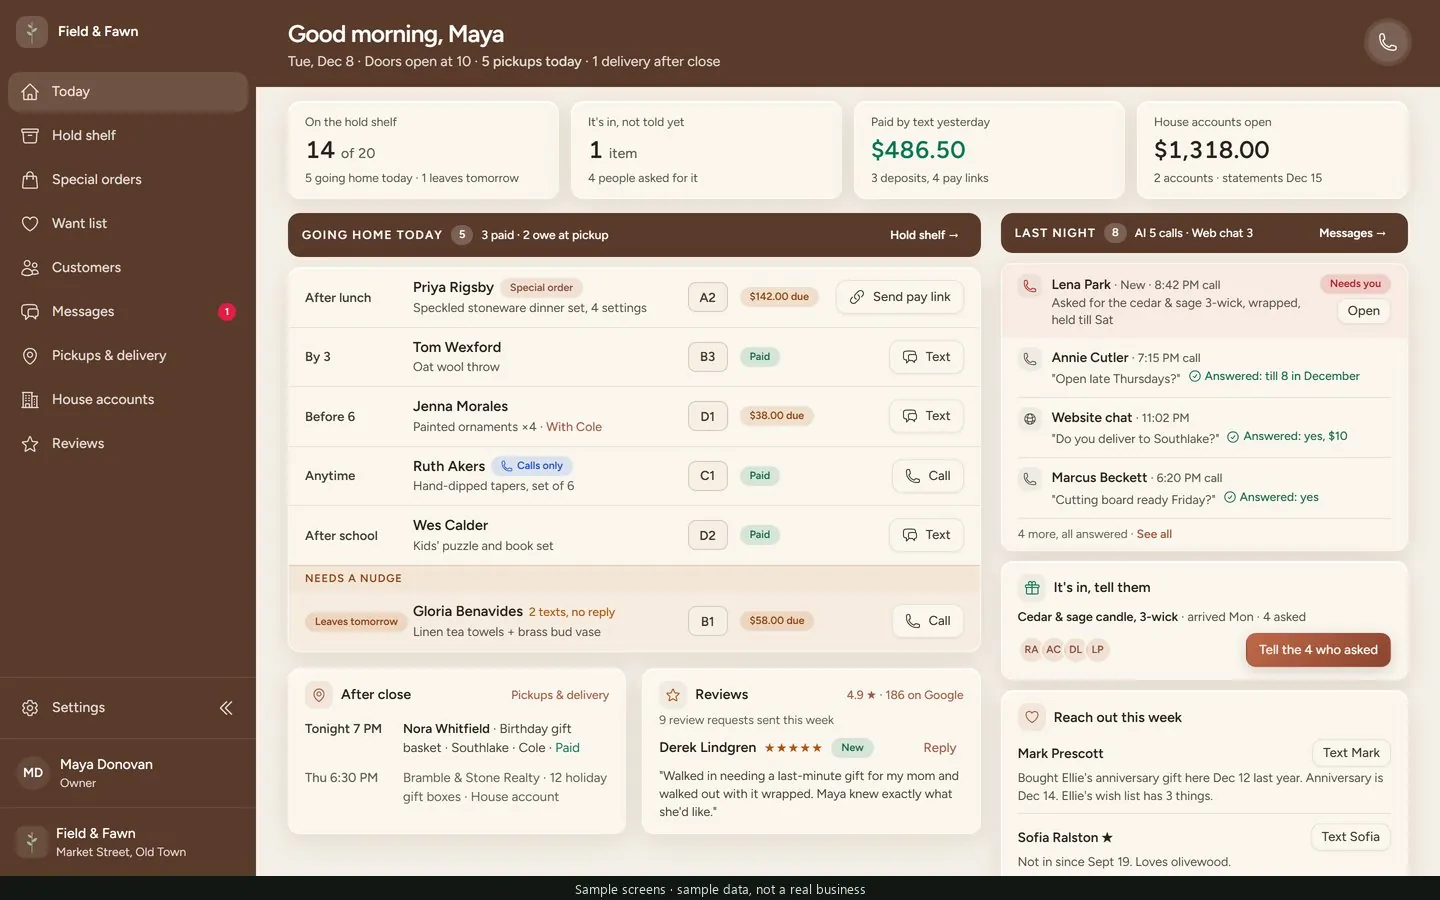 Field & Fawn
Today
Hold shelf
Special orders
Want list
Customers
Messages 1
Pickups & delivery
House accounts
Reviews
Settings
MD
Maya Donovan
Owner
Field & Fawn
Market Street, Old Town
Good morning, Maya
Tue, Dec 8 · Doors open at 10 · 5 pickups today · 1 delivery after close
On the hold shelf
14 of 20
5 going home today · 1 leaves tomorrow
It's in, not told yet
1 item
4 people asked for it
Paid by text yesterday
$486.50
3 deposits, 4 pay links
House accounts open
$1,318.00
2 accounts · statements Dec 15
GOING HOME TODAY 5 3 paid · 2 owe at pickup Hold shelf →
After lunch
Priya Rigsby Special order
Speckled stoneware dinner set, 4 settings
A2 $142.00 due Send pay link
By 3
Tom Wexford
Oat wool throw
B3 Paid Text
Before 6
Jenna Morales
Painted ornaments ×4 · With Cole
D1 $38.00 due Text
Anytime
Ruth Akers Calls only
Hand-dipped tapers, set of 6
C1 Paid Call
After school
Wes Calder
Kids' puzzle and book set
D2 Paid Text
NEEDS A NUDGE
Leaves tomorrow
Gloria Benavides 2 texts, no reply
Linen tea towels + brass bud vase
B1 $58.00 due Call
After close Pickups & delivery
Tonight 7 PM Nora Whitfield · Birthday gift
basket · Southlake · Cole · Paid
Thu 6:30 PM Bramble & Stone Realty · 12 holiday
gift boxes · House account
Reviews 4.9 ★ · 186 on Google
9 review requests sent this week
Derek Lindgren ★★★★★ New Reply
"Walked in needing a last-minute gift for my mom and
walked out with it wrapped. Maya knew exactly what
she'd like."
LAST NIGHT 8 AI 5 calls · Web chat 3 Messages →
Lena Park · New · 8:42 PM call Needs you
Asked for the cedar & sage 3-wick, wrapped,
held till Sat
Open
Annie Cutler · 7:15 PM call
"Open late Thursdays?" Answered: till 8 in December
Website chat · 11:02 PM
"Do you deliver to Southlake?" Answered: yes, $10
Marcus Beckett · 6:20 PM call
"Cutting board ready Friday?" Answered: yes
4 more, all answered · See all
It's in, tell them
Cedar & sage candle, 3-wick · arrived Mon · 4 asked
RA AC DL LP Tell the 4 who asked
Reach out this week
Mark Prescott Text Mark
Bought Ellie's anniversary gift here Dec 12 last year. Anniversary is
Dec 14. Ellie's wish list has 3 things.
Sofia Ralston ★ Text Sofia
Not in since Sept 19. Loves olivewood.
Sample screens · sample data, not a real business